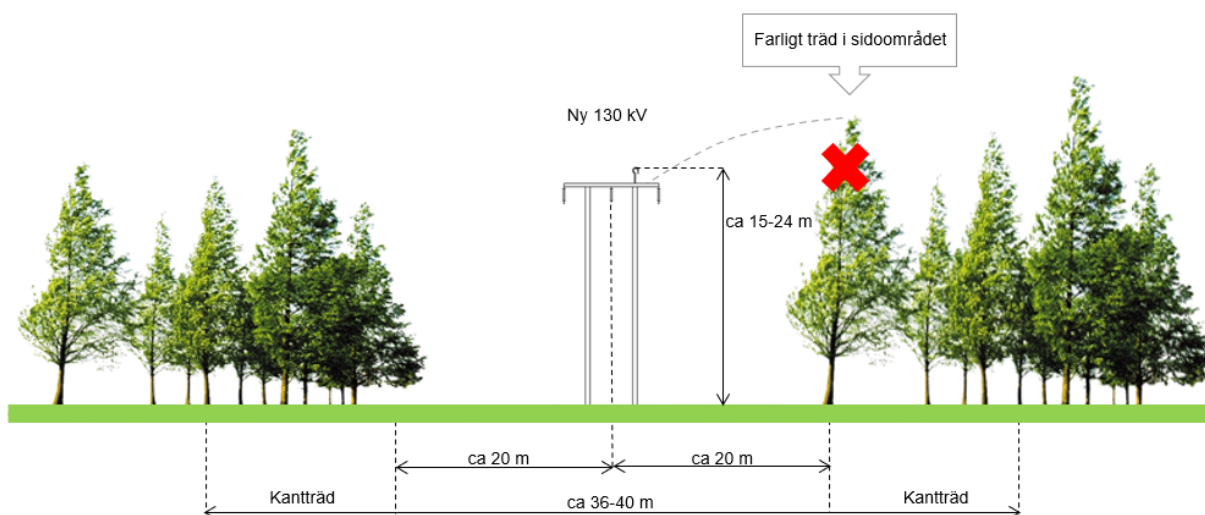 Farligt träd i sidoområdet
Ny 130 kV
ca 15-24 m
ca 20 m
ca 20 m
Kantträd
ca 36-40 m
Kantträd